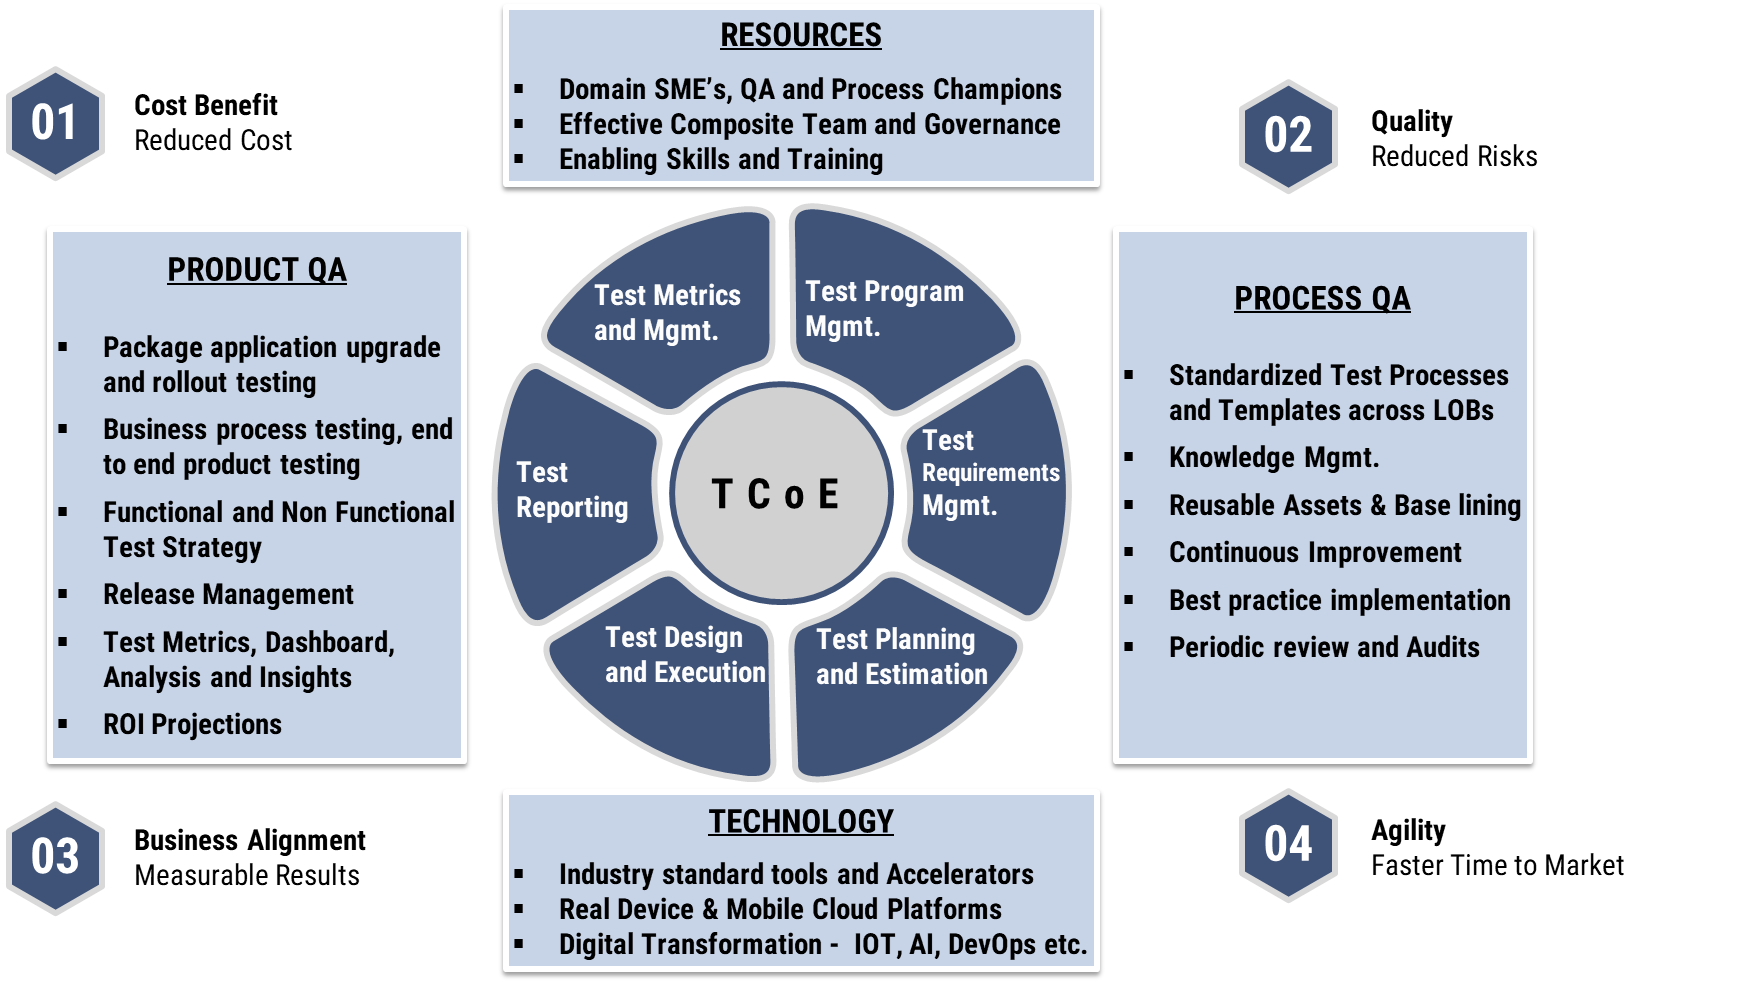 RESOURCES
▪ Domain SME’s, QA and Process Champions
▪ Effective Composite Team and Governance
▪ Enabling Skills and Training
01
Cost Benefit
Reduced Cost
02
Quality
Reduced Risks
PRODUCT QA
▪ Package application upgrade
and rollout testing
▪ Business process testing, end
to end product testing
▪ Functional and Non Functional
Test Strategy
▪ Release Management
▪ Test Metrics, Dashboard,
Analysis and Insights
▪ ROI Projections
Test Metrics
and Mgmt.
Test Program
Mgmt.
Test
Reporting
T C o E
Test
Requirements
Mgmt.
Test Design
and Execution
Test Planning
and Estimation
PROCESS QA
▪ Standardized Test Processes
and Templates across LOBs
▪ Knowledge Mgmt.
▪ Reusable Assets & Base lining
▪ Continuous Improvement
▪ Best practice implementation
▪ Periodic review and Audits
03
Business Alignment
Measurable Results
TECHNOLOGY
▪ Industry standard tools and Accelerators
▪ Real Device & Mobile Cloud Platforms
▪ Digital Transformation - IOT, AI, DevOps etc.
04
Agility
Faster Time to Market